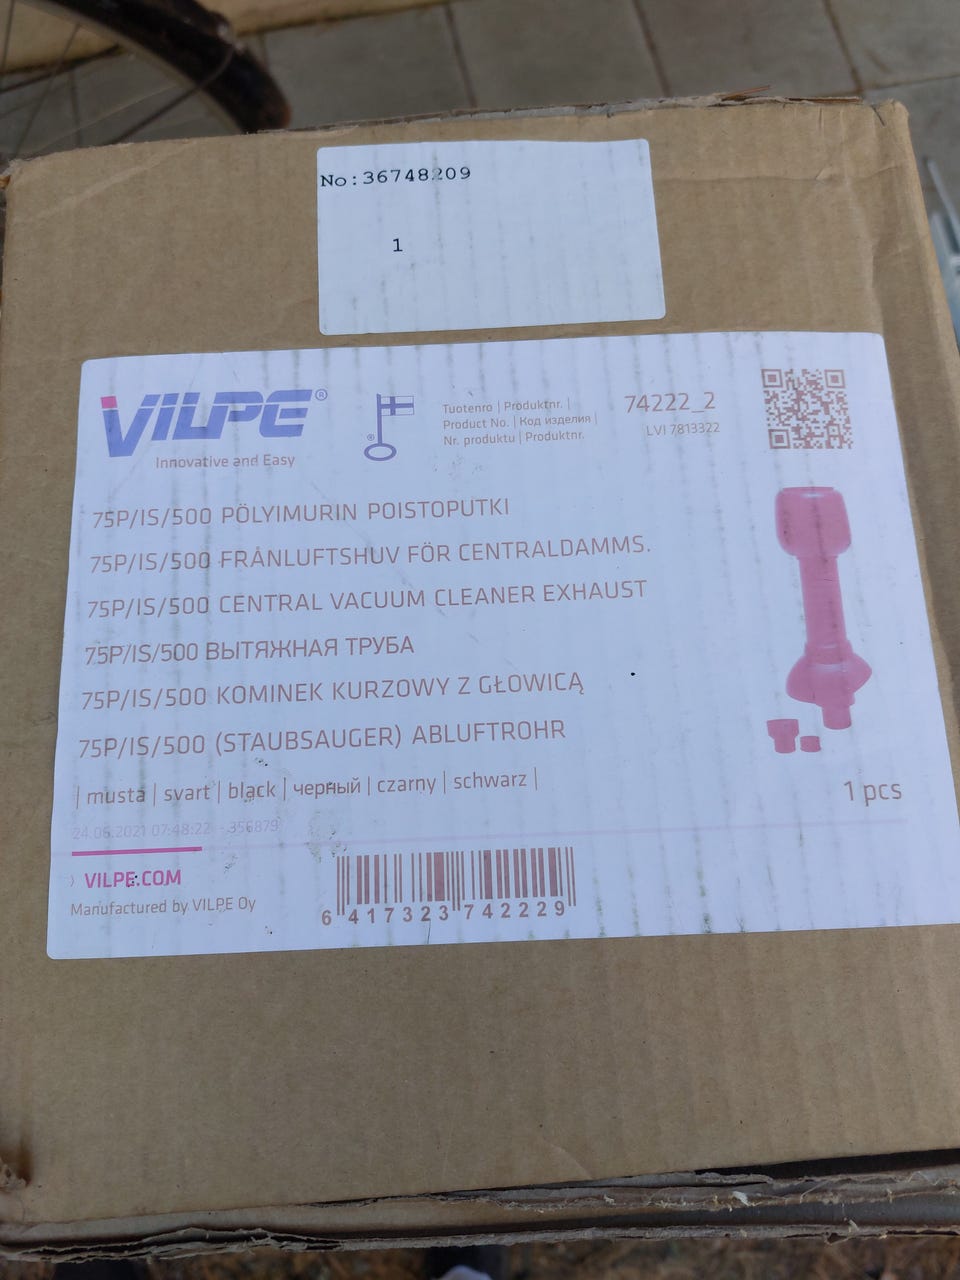 No:36748209
1
VILPE®
Innovative and Easy
®
Tuotenro | Produktnr. |
Product No. | Код изделия |
Nr. produktu | Produktnr.
74222_2
LVI 7813322
75P/IS/500 PÖLYIMURIN POISTOPUTKI
75P/IS/500 FRÅNLUFTSHUV FÖR CENTRALDAMMS.
75P/IS/500 CENTRAL VACUUM CLEANER EXHAUST
75P/IS/500 ВЫТЯЖНАЯ ТРУБА
75P/IS/500 KOMINEK KURZOWY Z GŁOWICĄ
75P/IS/500 (STAUBSAUGER) ABLUFTROHR
| musta | svart | black | черный | czarny | schwarz |
1 pcs
24.06.2021 07:48:22 - 356879
> VILPE.COM
Manufactured by VILPE Oy
6 417323 742229